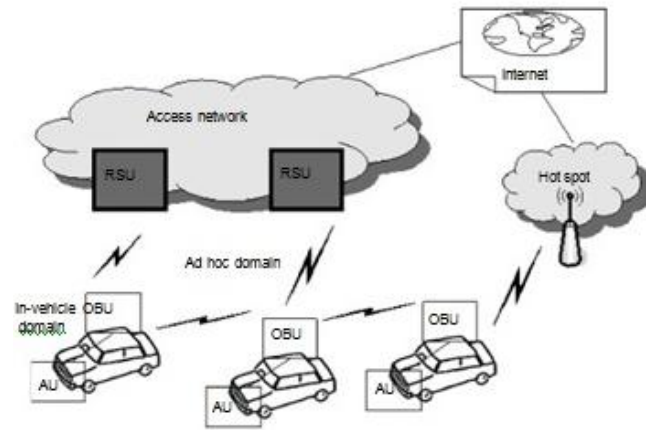 Internet
Access network
RSU
RSU
Hot spot
Ad hoc domain
In-vehicle OBU
domain
OBU
OBU
AU
AU
AU